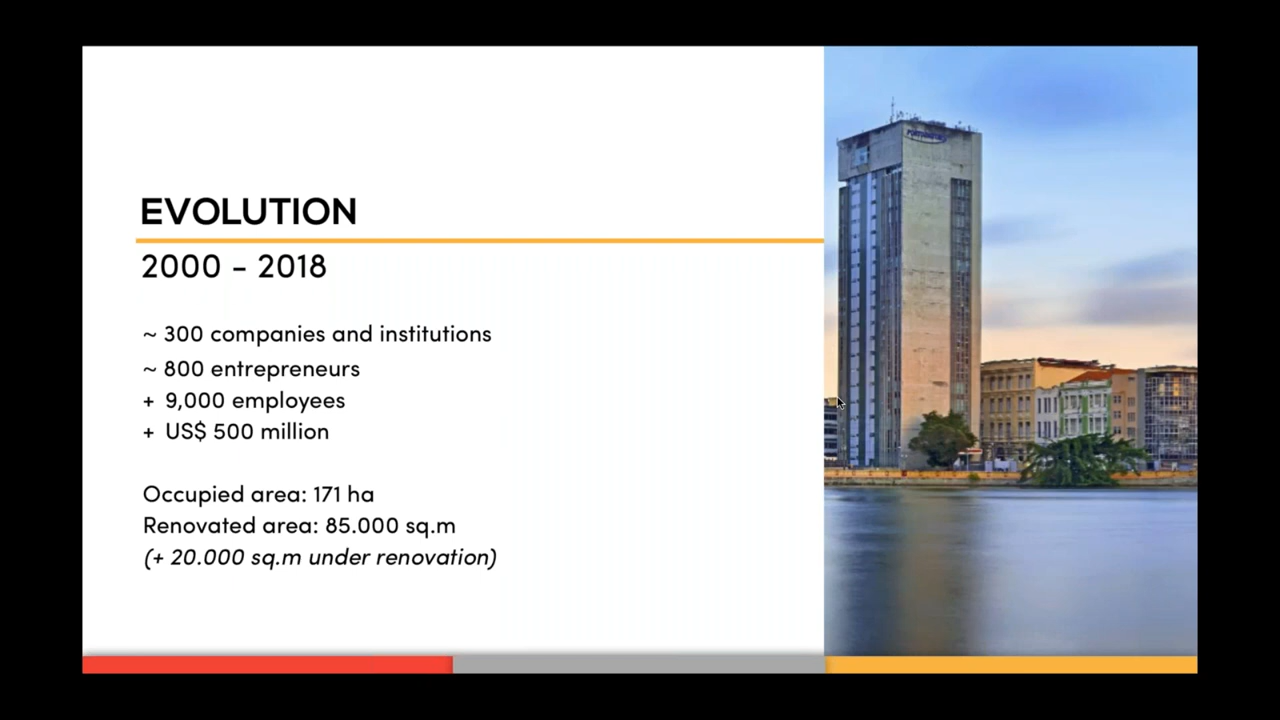 EVOLUTION
2000 - 2018
~ 300 companies and institutions
~ 800 entrepreneurs
+ 9,000 employees
+ US$ 500 million
Occupied area: 171 ha
Renovated area: 85.000 sq.m
(+ 20.000 sq.m under renovation)